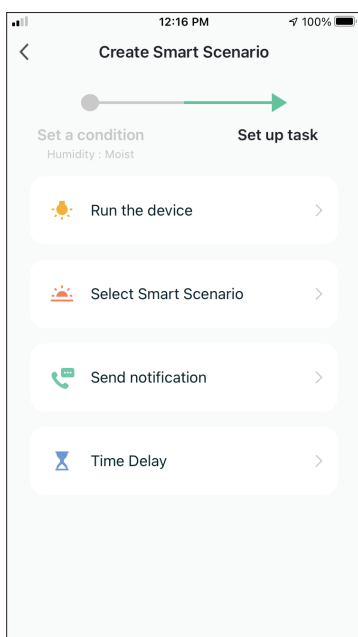 12:16 PM
100%
Create Smart Scenario
Set a condition
Set up task
Humidity : Moist
Run the device
Select Smart Scenario
Send notification
Time Delay